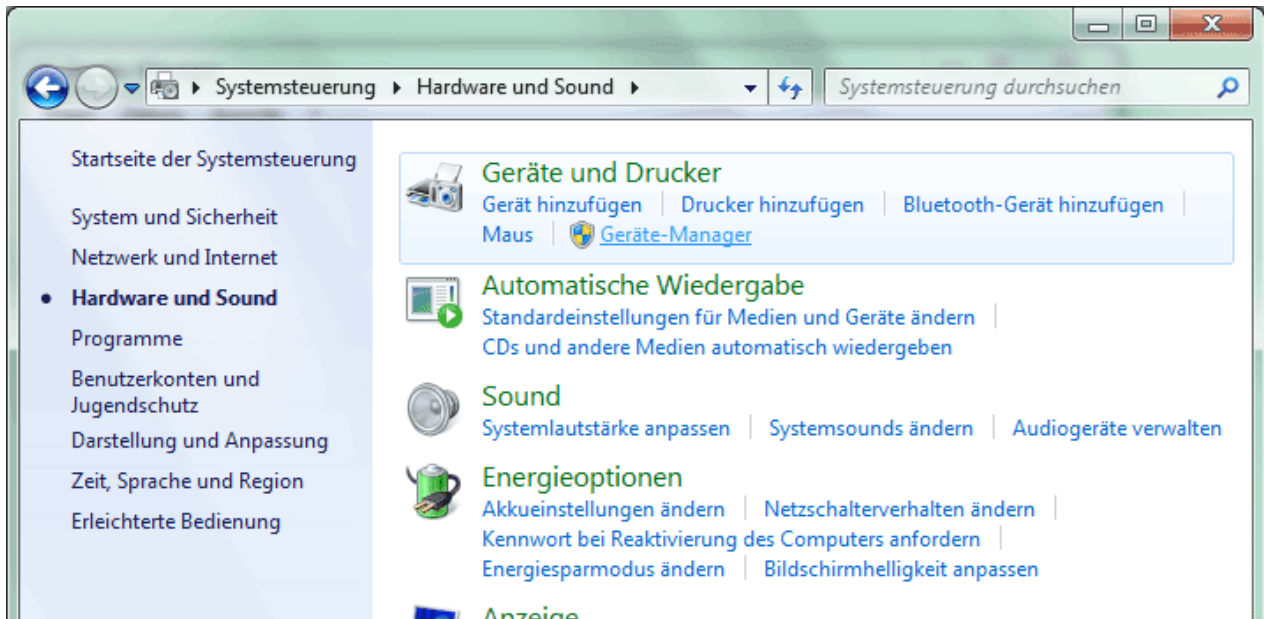 Systemsteuerung Hardware und Sound Systemsteuerung durchsuchen
Startseite der Systemsteuerung
System und Sicherheit
Netzwerk und Internet
Hardware und Sound
Programme
Benutzerkonten und
Jugendschutz
Darstellung und Anpassung
Zeit, Sprache und Region
Erleichterte Bedienung
Geräte und Drucker
Gerät hinzufügen Drucker hinzufügen Bluetooth-Gerät hinzufügen
Maus Geräte-Manager
Automatische Wiedergabe
Standardeinstellungen für Medien und Geräte ändern
CDs und andere Medien automatisch wiedergeben
Sound
Systemlautstärke anpassen Systemsounds ändern Audiogeräte verwalten
Energieoptionen
Akkueinstellungen ändern Netzschalterverhalten ändern
Kennwort bei Reaktivierung des Computers anfordern
Energiesparmodus ändern Bildschirmhelligkeit anpassen
Anzeige